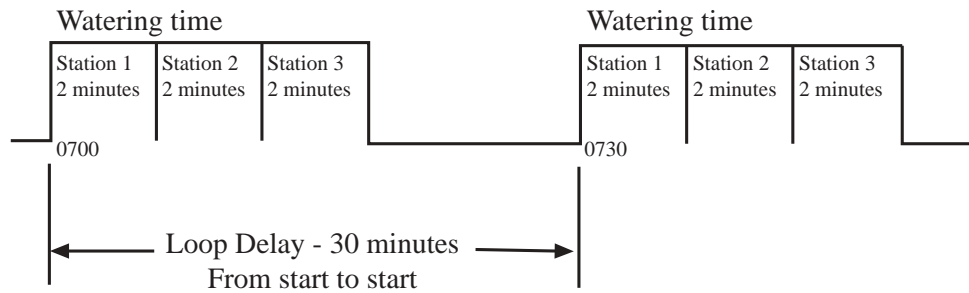 Watering time
Station 1
2 minutes
Station 2
2 minutes
Station 3
2 minutes
0700
Watering time
Station 1
2 minutes
Station 2
2 minutes
Station 3
2 minutes
0730
Loop Delay - 30 minutes
From start to start